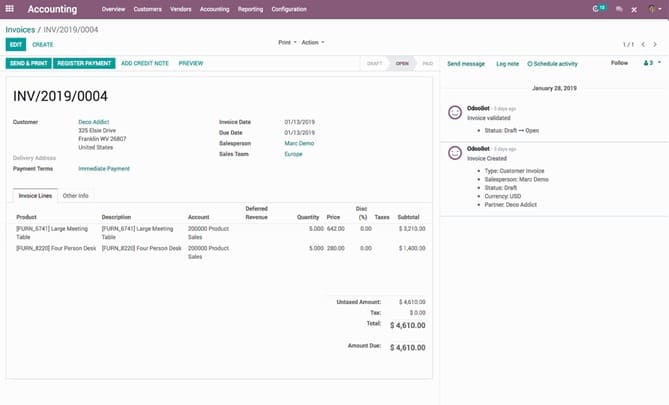 Accounting Overview Customers Vendors Accounting Reporting Configuration
Invoices / INV/2019/0004
EDIT CREATE Print Action 1 / 1
SEND & PRINT REGISTER PAYMENT ADD CREDIT NOTE PREVIEW DRAFT OPEN PAID
Send message Log note Schedule activity Follow 3
INV/2019/0004
Customer Deco Addict Invoice Date 01/13/2019
325 Elsie Drive Due Date 01/13/2019
Franklin WV 26807 Salesperson Marc Demo
United States Sales Team Europe
Delivery Address
Payment Terms Immediate Payment
Invoice Lines Other Info
Product Description Account Deferred Revenue Quantity Price Disc (%) Taxes Subtotal
[FURN_6741] Large Meeting Table [FURN_6741] Large Meeting Table 200000 Product Sales 5.000 642.00 0.00 $ 3,210.00
[FURN_8220] Four Person Desk [FURN_8220] Four Person Desk 200000 Product Sales 5.000 280.00 0.00 $ 1,400.00
Untaxed Amount: $ 4,610.00
Tax: $ 0.00
Total: $ 4,610.00
Amount Due: $ 4,610.00
January 28, 2019
OdooBot - 5 days ago
Invoice validated
• Status: Draft → Open
OdooBot - 5 days ago
Invoice Created
• Type: Customer Invoice
• Salesperson: Marc Demo
• Status: Draft
• Currency: USD
• Partner: Deco Addict